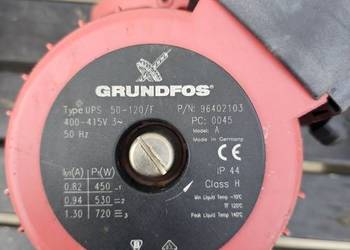 GRUNDFOS
Type UPS 50-120/F P/N: 96402103
400-415V 3~ PC: 0045
50 Hz Model: A
Made in Germany
CE
IP 44
Class H
I₁/₁(A) P₁(W)
0.82 450
0.94 530
1.30 720
Min Liquid Temp -10°C
TF 120°C
Peak Liquid Temp 140°C